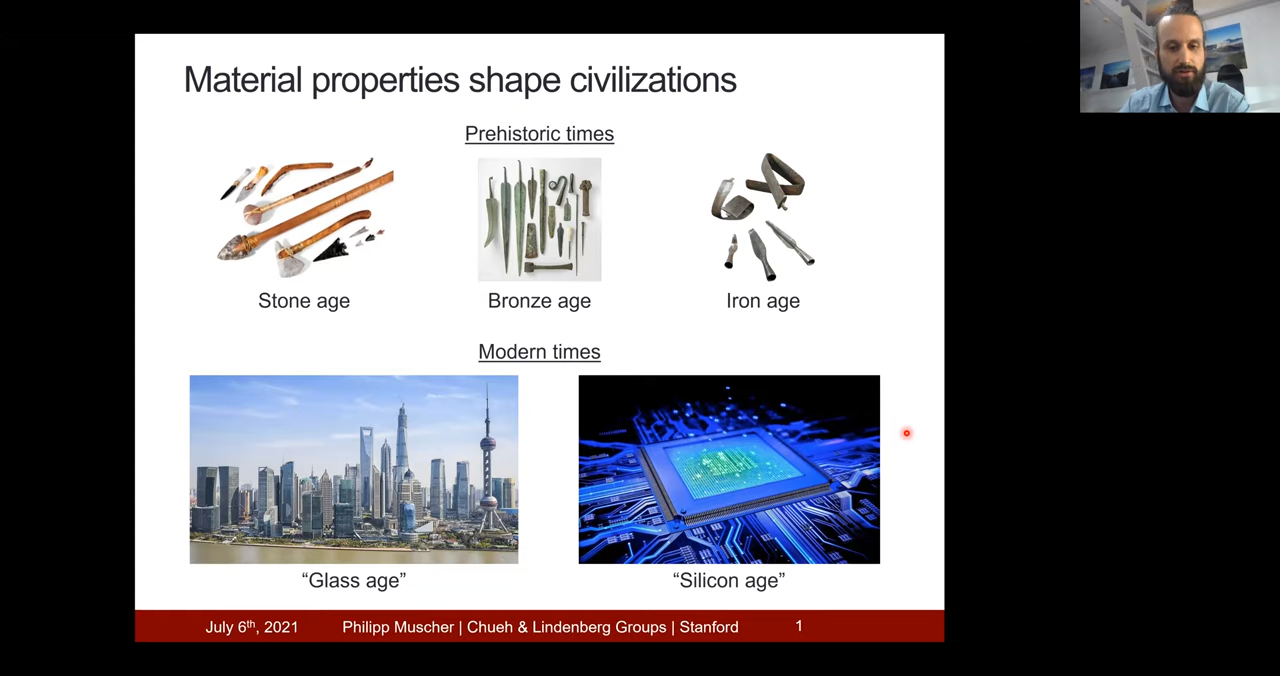 Material properties shape civilizations
Prehistoric times
Stone age
Bronze age
Iron age
Modern times
“Glass age”
“Silicon age”
July 6th, 2021 Philipp Muscher | Chueh & Lindenberg Groups | Stanford 1